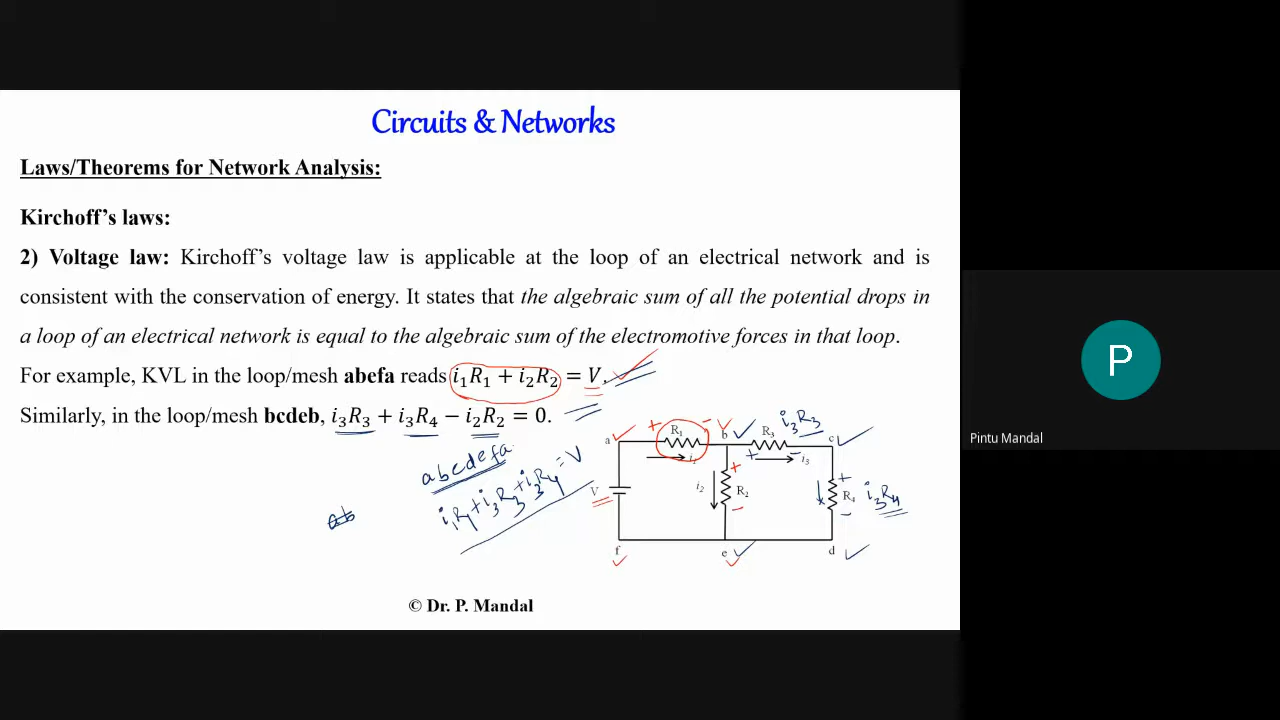 Circuits & Networks
Laws/Theorems for Network Analysis:
Kirchoff's laws:
2) Voltage law: Kirchoff's voltage law is applicable at the loop of an electrical network and is
consistent with the conservation of energy. It states that the algebraic sum of all the potential drops in
a loop of an electrical network is equal to the algebraic sum of the electromotive forces in that loop.
For example, KVL in the loop/mesh abefa reads i₁R₁ + i₂R₂ = V.
Similarly, in the loop/mesh bcdeb, i₃R₃ + i₃R₄ − i₂R₂ = 0.
abcdefa
i₁R₁+i₃R₃+i₃R₄=V
ab
i₃R₃
+ − + −
a R₁ b R₃ c
i₁ i₃
+ +
V i₂ R₂ R₄ i₃R₄
− −
f e d
© Dr. P. Mandal
P
Pintu Mandal